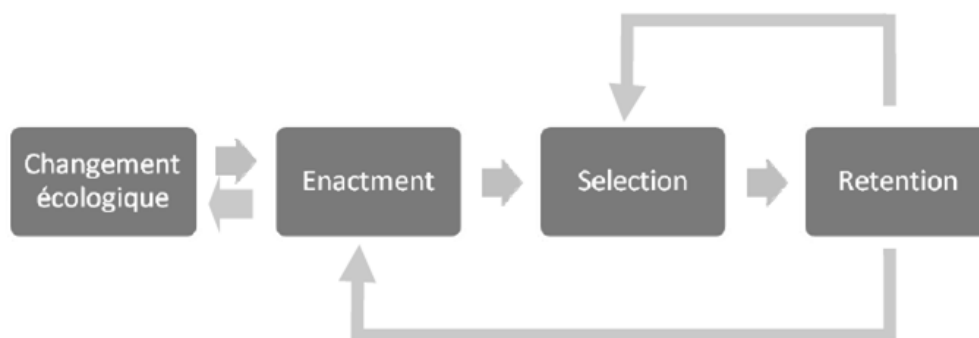 Changement
écologique
Enactment
Selection
Retention